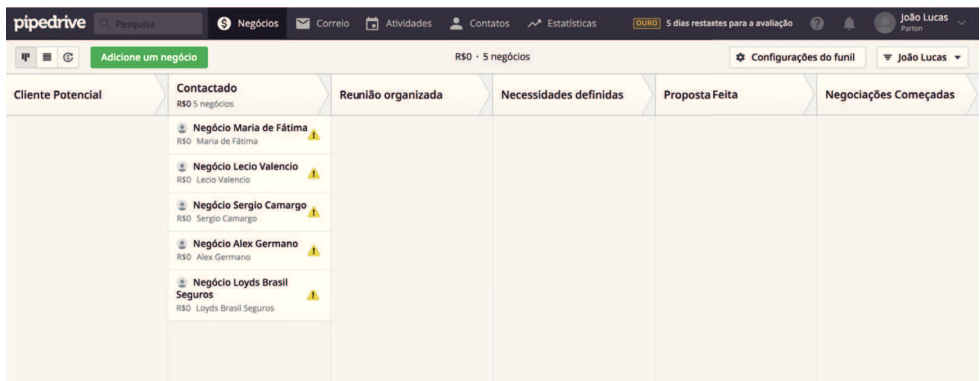 pipedrive Pesquisa Negócios Correio Atividades Contatos Estatísticas OURO 5 dias restantes para a avaliação ? João Lucas
Parton
Adicione um negócio R$0 · 5 negócios Configurações do funil João Lucas
Cliente Potencial
Contactado
R$0 5 negócios
Reunião organizada
Necessidades definidas
Proposta Feita
Negociações Começadas
Negócio Maria de Fátima
R$0 Maria de Fátima
Negócio Lecio Valencio
R$0 Lecio Valencio
Negócio Sergio Camargo
R$0 Sergio Camargo
Negócio Alex Germano
R$0 Alex Germano
Negócio Loyds Brasil
Seguros
R$0 Loyds Brasil Seguros